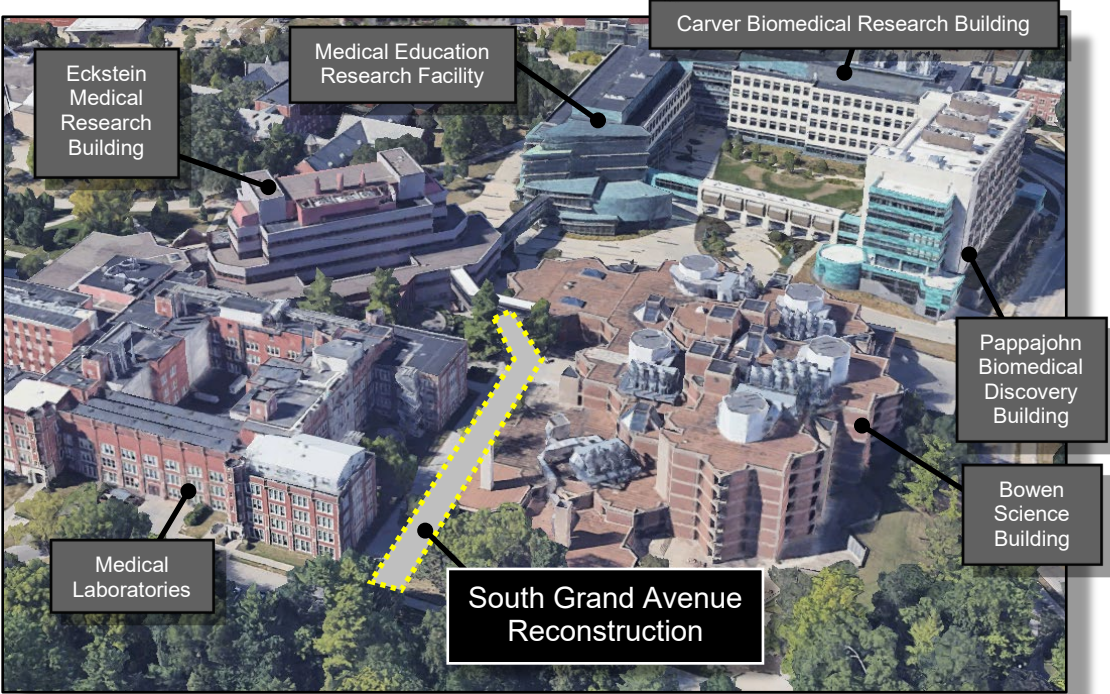 Carver Biomedical Research Building
Medical Education
Research Facility
Eckstein
Medical
Research
Building
Pappajohn
Biomedical
Discovery
Building
Bowen
Science
Building
Medical
Laboratories
South Grand Avenue
Reconstruction